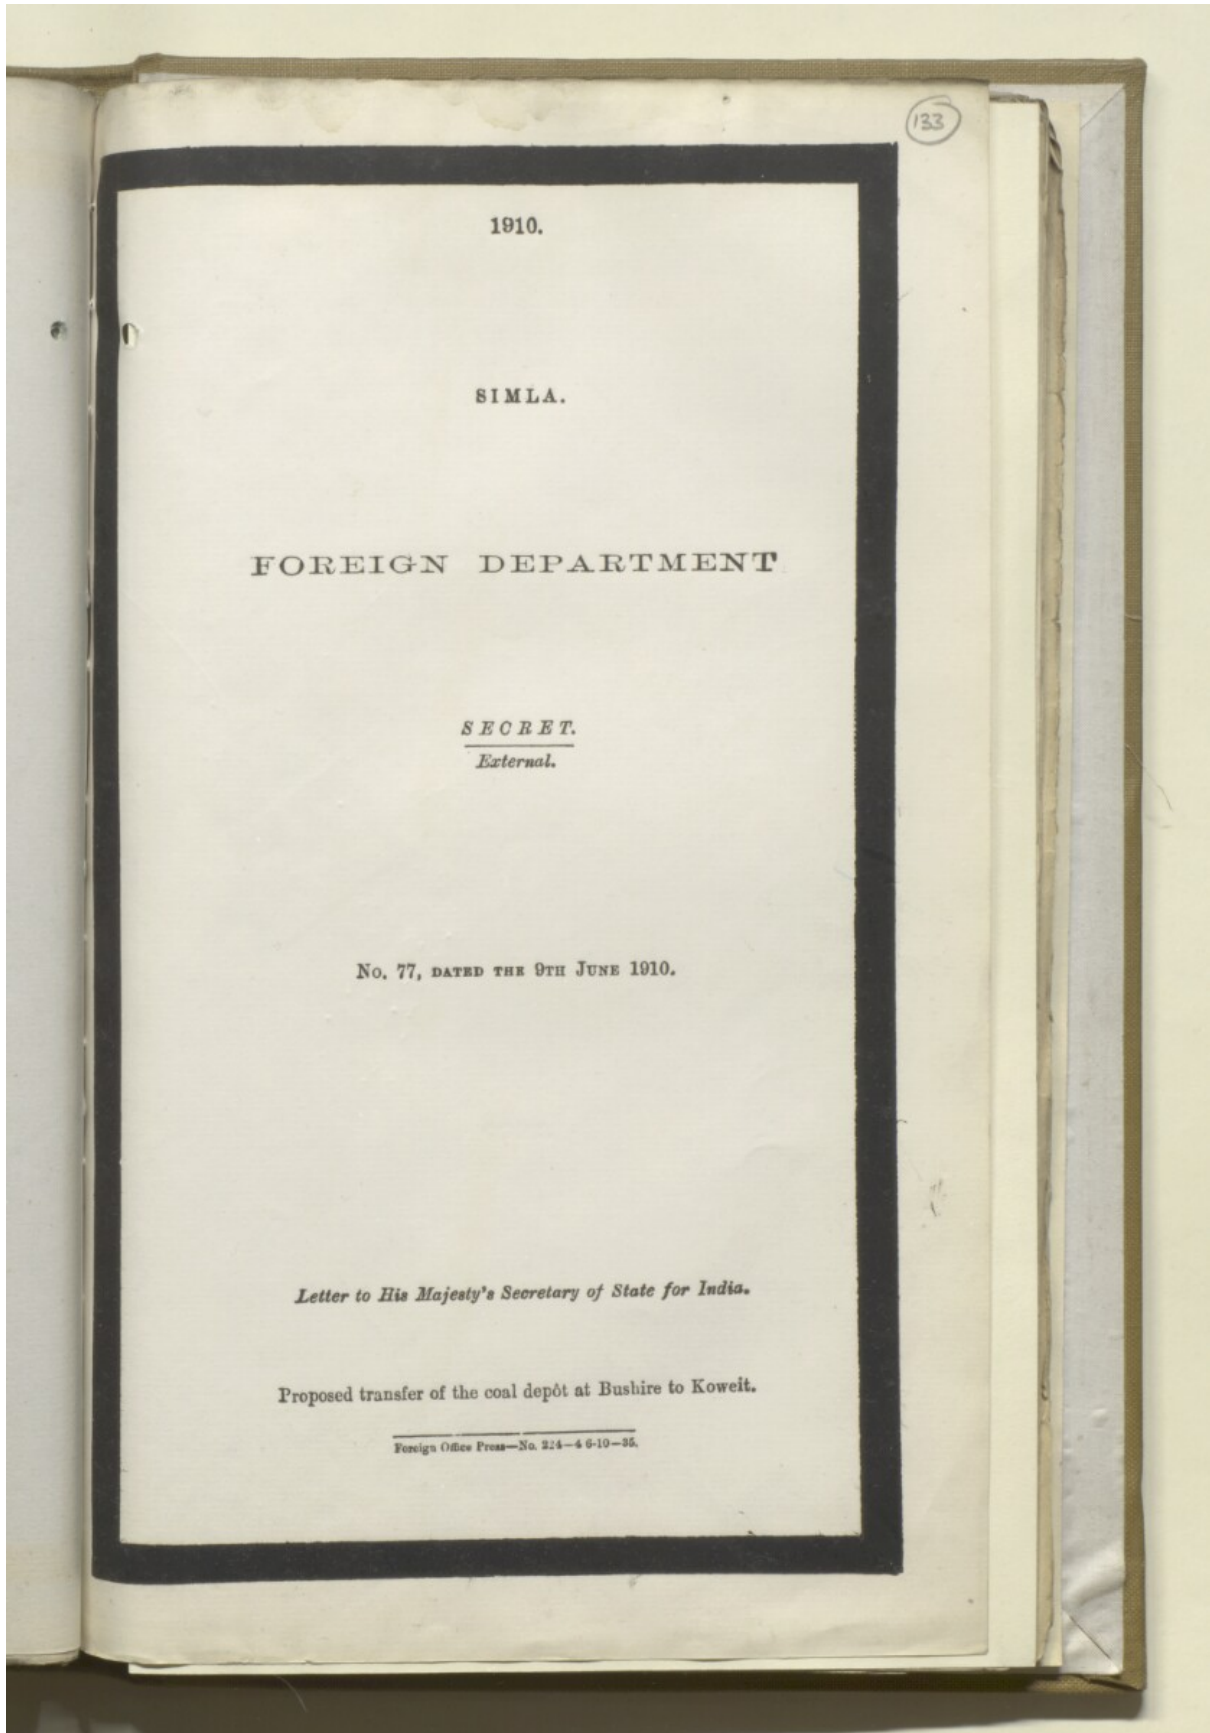 133
1910.
SIMLA.
FOREIGN DEPARTMENT
SECRET.
External.
No. 77, DATED THE 9TH JUNE 1910.
Letter to His Majesty's Secretary of State for India.
Proposed transfer of the coal depôt at Bushire to Koweit.
Foreign Office Press—No. 224—4-6-10—35.